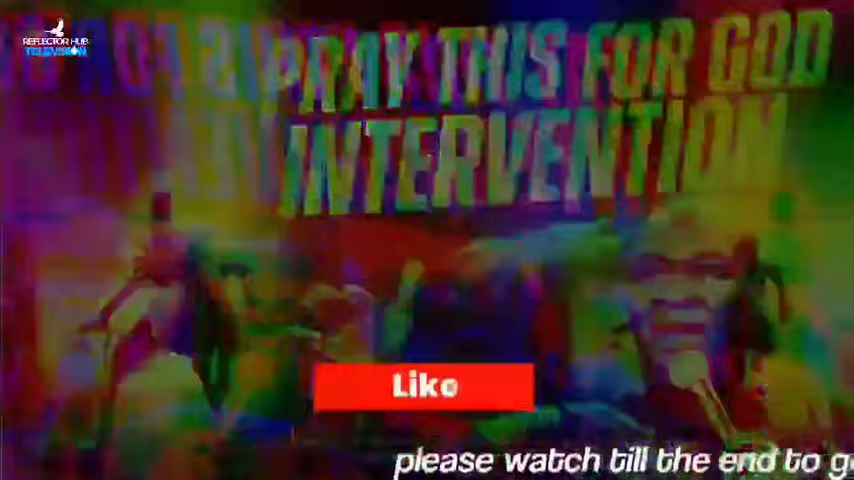 REFLECTOR HUB
TELEVISION
PRAY THIS FOR GOD
INTERVENTION
Like
please watch till the end to g